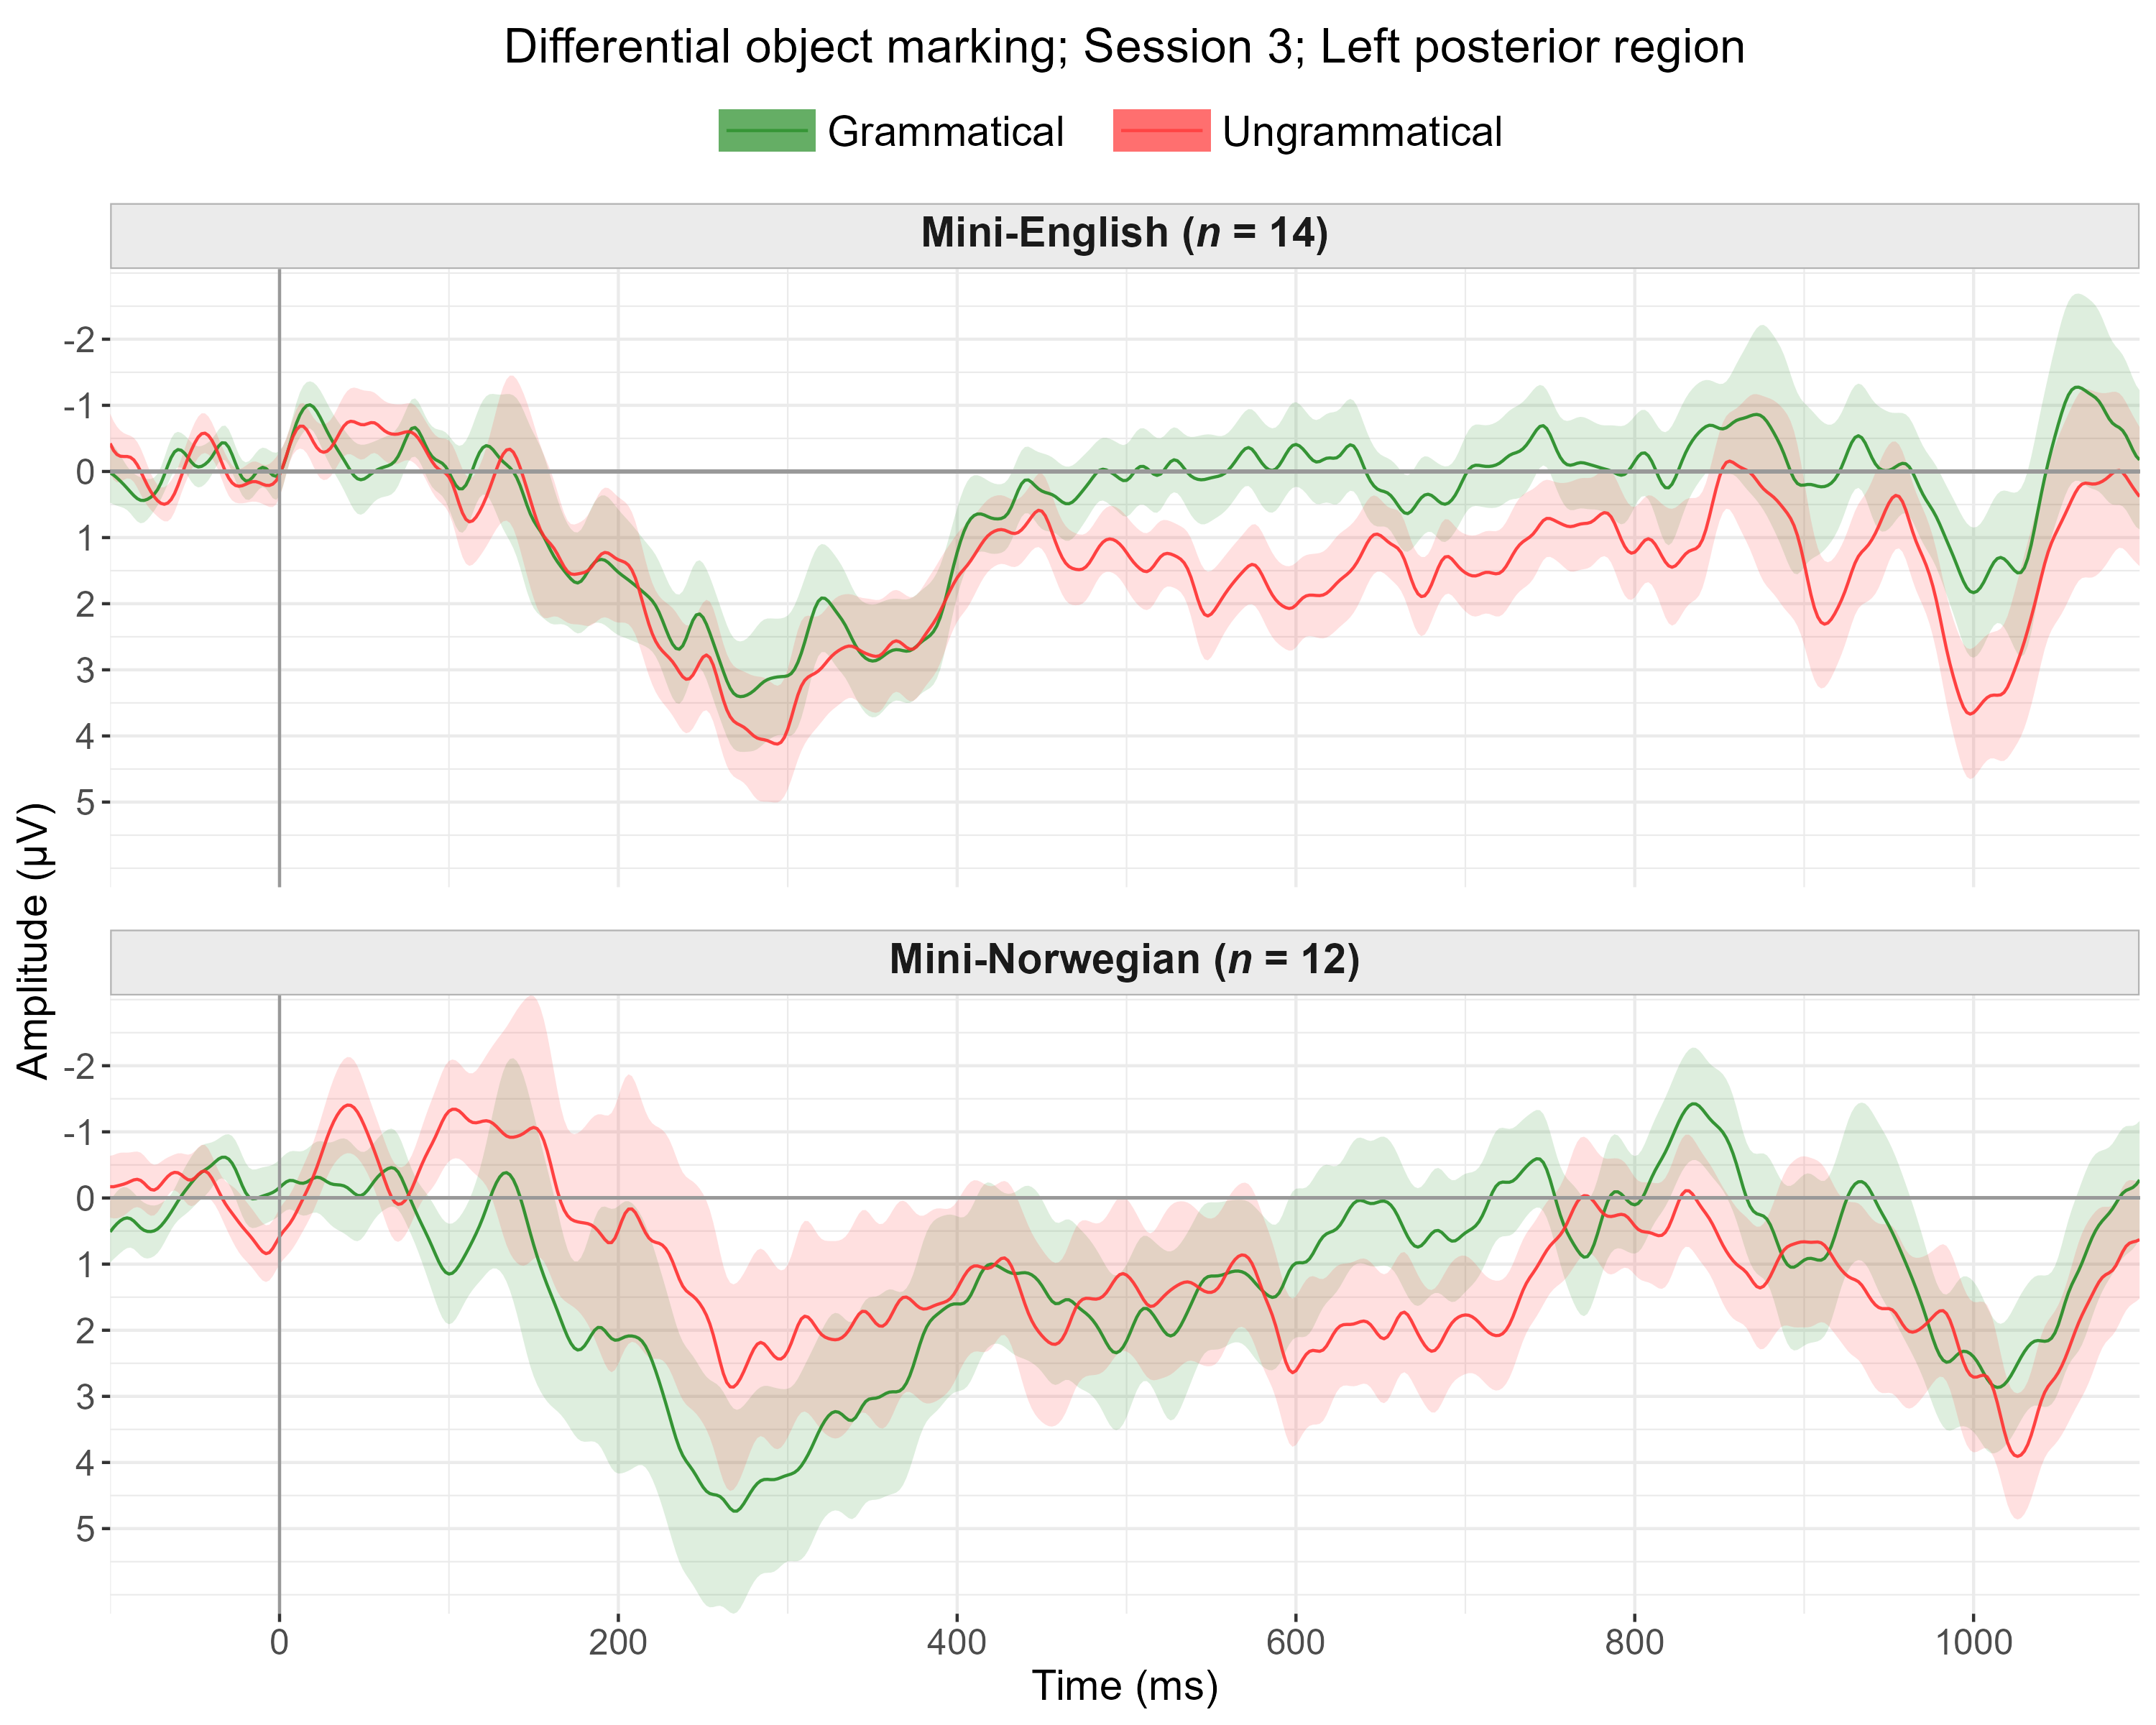 Differential object marking; Session 3; Left posterior region
Grammatical Ungrammatical
Mini-English (n = 14)
-2
-1
0
1
2
3
4
5
Amplitude (µV)
Mini-Norwegian (n = 12)
-2
-1
0
1
2
3
4
5
0 200 400 600 800 1000
Time (ms)